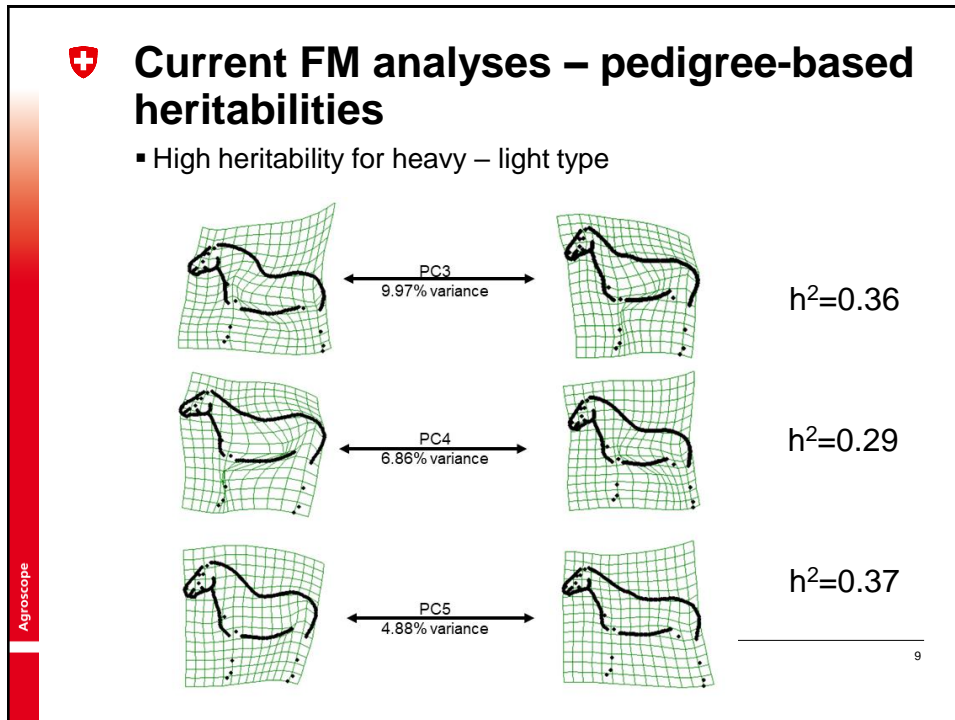 Current FM analyses – pedigree-based
heritabilities
▪ High heritability for heavy – light type
PC3
9.97% variance
h²=0.36
PC4
6.86% variance
h²=0.29
PC5
4.88% variance
h²=0.37
Agroscope
9